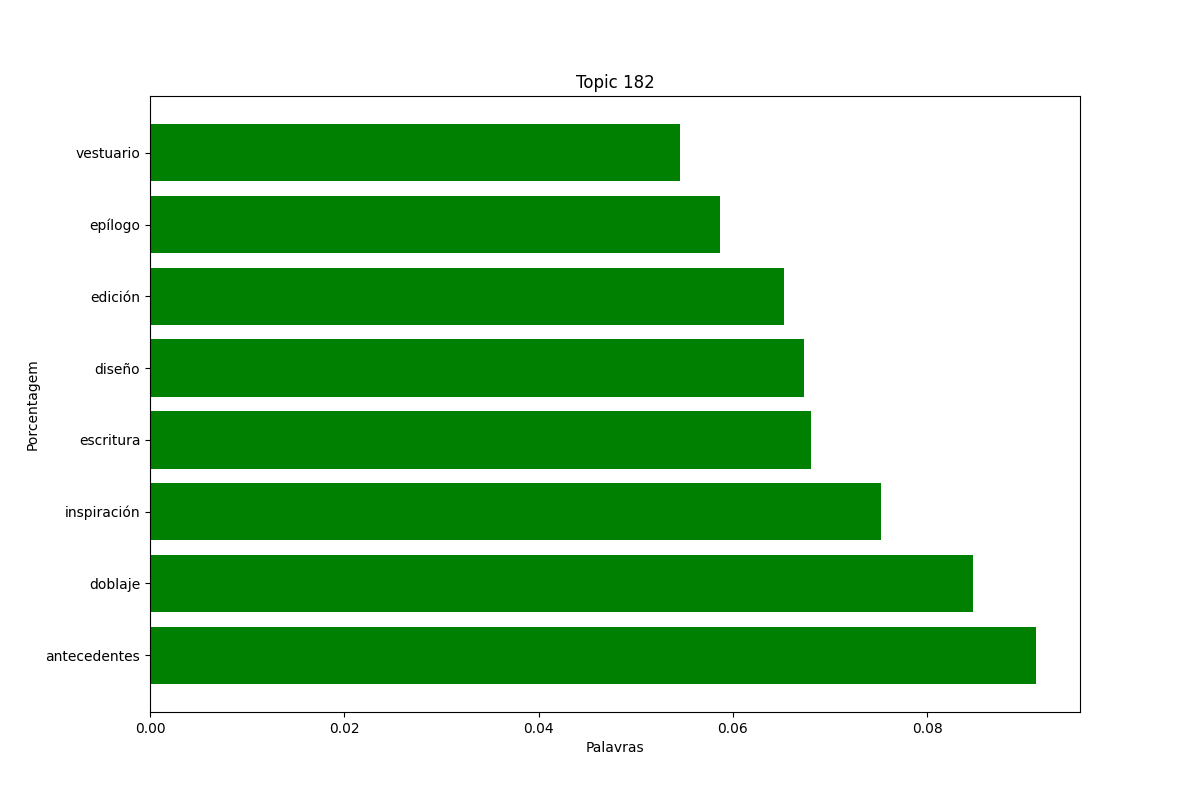 Topic 182
vestuario
epílogo
edición
diseño
escritura
inspiración
doblaje
antecedentes
Porcentagem
0.00 0.02 0.04 0.06 0.08
Palavras